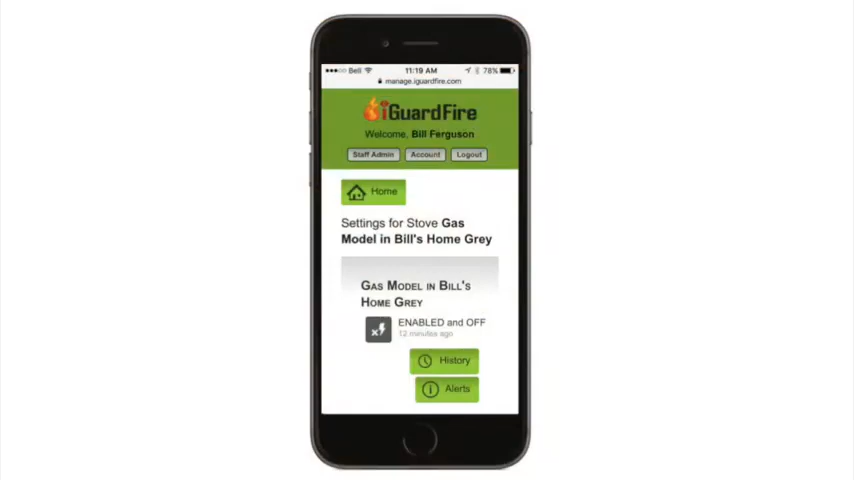 Bell 11:19 AM 78%
manage.iguardfire.com
iGuardFire
Welcome, Bill Ferguson
Staff Admin Account Logout
Home
Settings for Stove Gas
Model in Bill's Home Grey
Gas Model in Bill's
Home Grey
ENABLED and OFF
12 minutes ago
History
Alerts